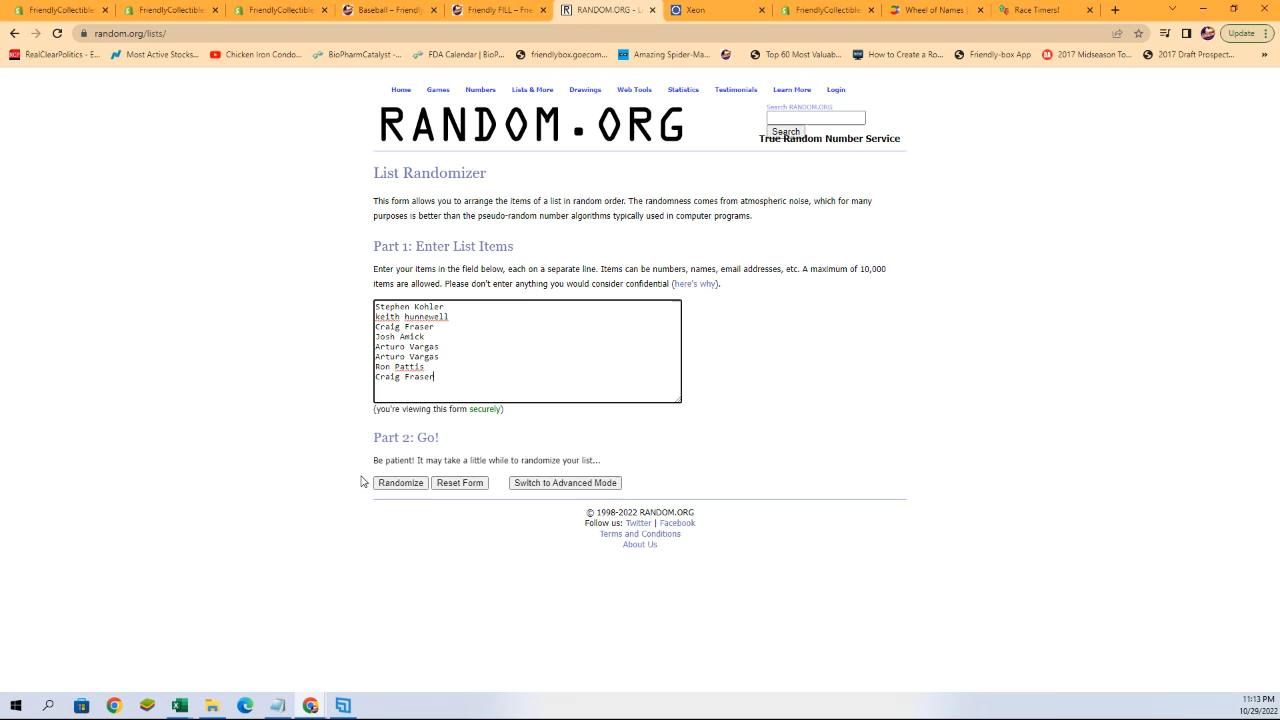 FriendlyCollectible
FriendlyCollectible
FriendlyCollectible
Baseball – Friendly
Friendly FILL – Frie
RANDOM.ORG - L
Xeon
FriendlyCollectible
Wheel of Names |
Race Timers!
random.org/lists/
Update
RealClearPolitics -
Most Active Stocks...
Chicken Iron Condo...
BioPharmCatalyst -...
FDA Calendar | BioP...
friendlybox.goecom...
Amazing Spider-Ma...
Top 60 Most Valuab...
How to Create a Ro...
Friendly-box App
2017 Midseason To...
2017 Draft Prospect...
Home
Games
Numbers
Lists & More
Drawings
Web Tools
Statistics
Testimonials
Learn More
Login
RANDOM.ORG
Search RANDOM.ORG
Search
True Random Number Service
List Randomizer
This form allows you to arrange the items of a list in random order. The randomness comes from atmospheric noise, which for many
purposes is better than the pseudo-random number algorithms typically used in computer programs.
Part 1: Enter List Items
Enter your items in the field below, each on a separate line. Items can be numbers, names, email addresses, etc. A maximum of 10,000
items are allowed. Please don't enter anything you would consider confidential (here's why).
Stephen Kohler
keith hunnewell
Craig Fraser
Josh Amick
Arturo Vargas
Arturo Vargas
Ron Pattis
Craig Fraser
(you're viewing this form securely)
Part 2: Go!
Be patient! It may take a little while to randomize your list...
Randomize
Reset Form
Switch to Advanced Mode
© 1998-2022 RANDOM.ORG
Follow us: Twitter | Facebook
Terms and Conditions
About Us
11:13 PM
10/29/2022